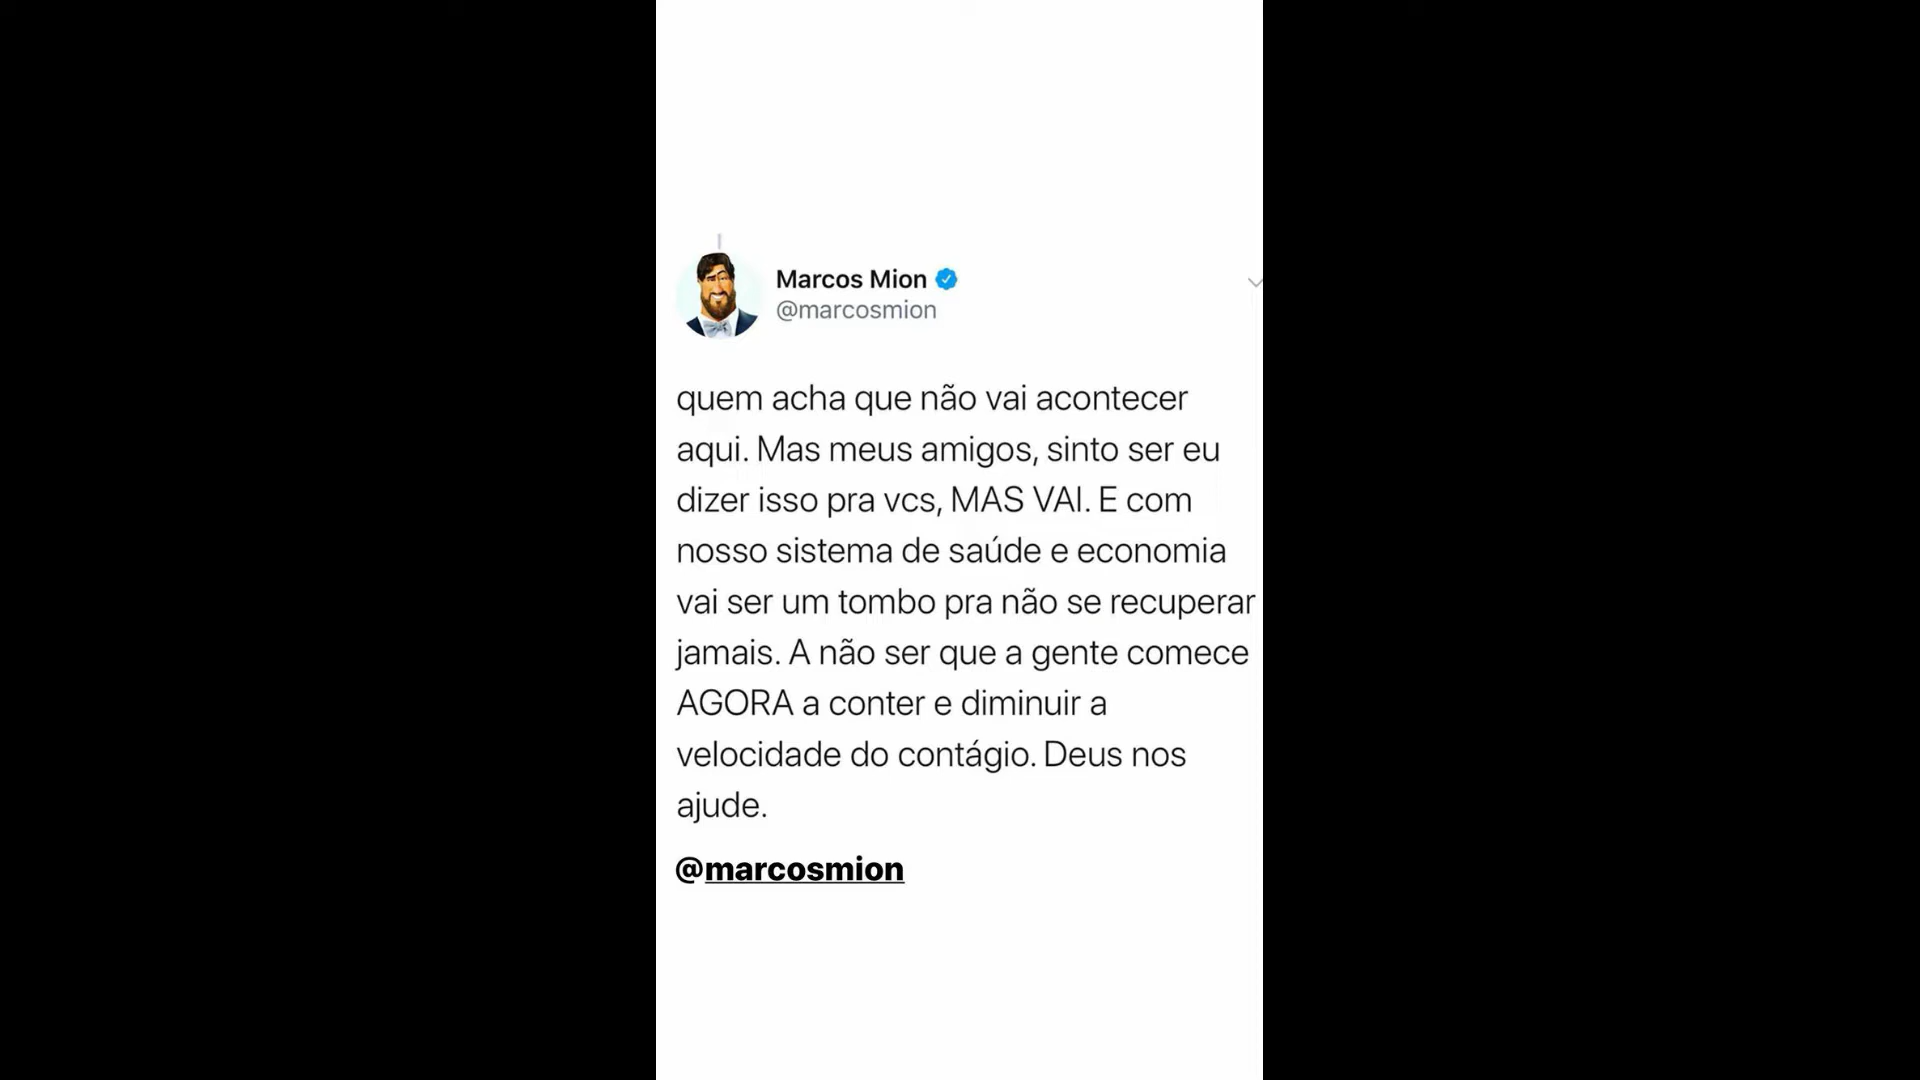 Marcos Mion
@marcosmion
quem acha que não vai acontecer
aqui. Mas meus amigos, sinto ser eu
dizer isso pra vcs, MAS VAI. E com
nosso sistema de saúde e economia
vai ser um tombo pra não se recuperar
jamais. A não ser que a gente comece
AGORA a conter e diminuir a
velocidade do contágio. Deus nos
ajude.
@marcosmion